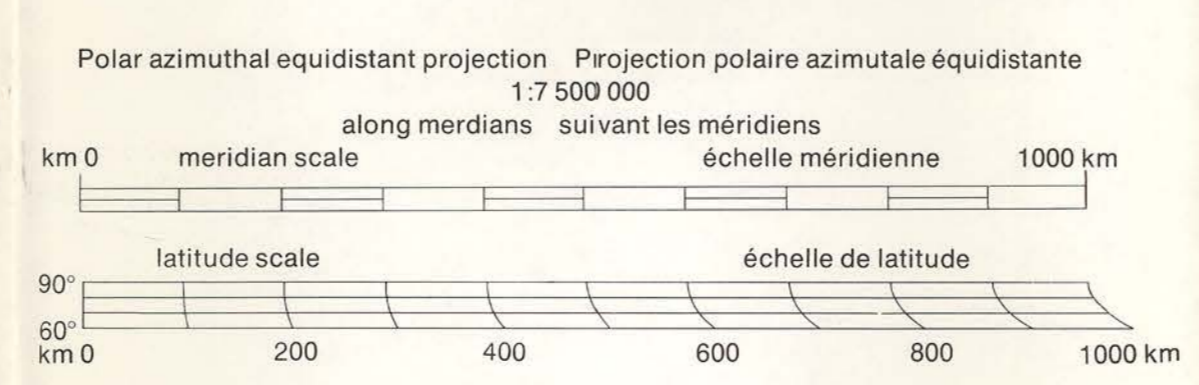 Polar azimuthal equidistant projection Pirojection polaire azimutale équidistante
1:7 500 000
along merdians suivant les méridiens
km 0 meridian scale échelle méridienne 1000 km
latitude scale échelle de latitude
90°
60°
km 0 200 400 600 800 1000 km